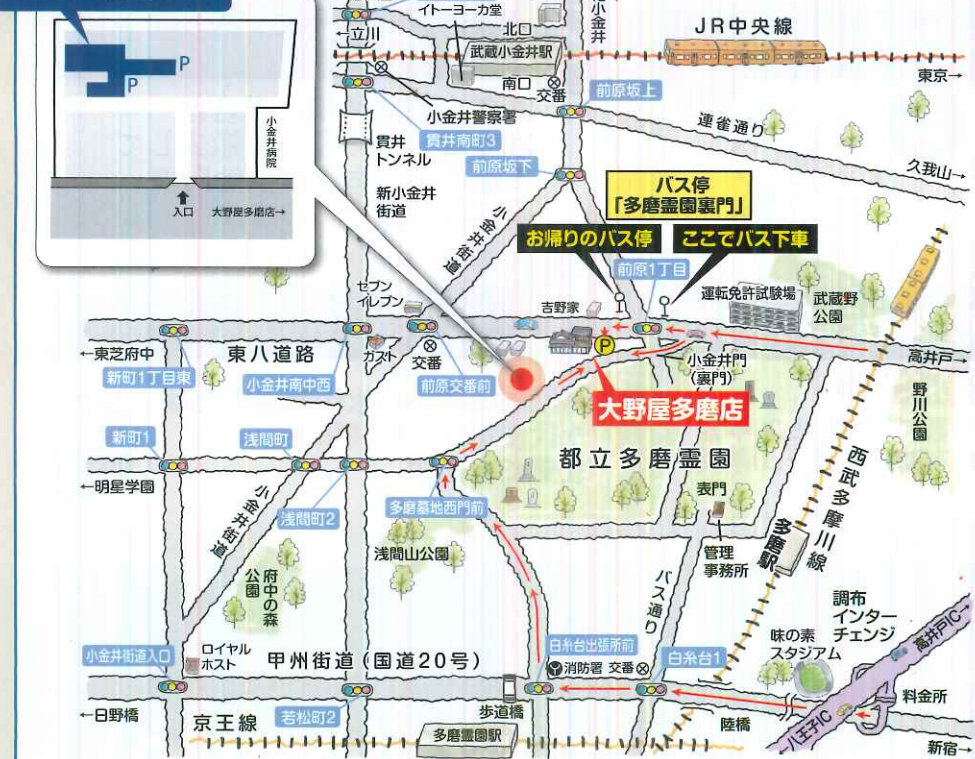 イトーヨーカ堂
北口
←立川
武蔵小金井駅
南口
交番
小金井
JR中央線
東京→
前原坂上
小金井警察署
貫井南町3
貫井
トンネル
前原坂下
連雀通り
久我山→
新小金井
街道
小金井街道
P
P
小金井病院
入口
大野屋多磨店→
バス停
「多磨霊園裏門」
お帰りのバス停
ここでバス下車
前原1丁目
運転免許試験場
武蔵野
公園
セブン
イレブン
吉野家
P
←東芝府中
東八道路
ガスト
交番
小金井門
(裏門)
高井戸→
新町1丁目東
小金井南中西
前原交番前
大野屋多磨店
野川公園
新町1
浅間町
都立多磨霊園
西武多摩川線
←明星学園
小金井街道
浅間町2
多磨墓地西門前
表門
管理
事務所
多磨駅
浅間山公園
府中の森
公園
バス通り
調布
インター
チェンジ
高井戸IC→
味の素
スタジアム
小金井街道入口
ロイヤル
ホスト
甲州街道(国道20号)
白糸台出張所前
消防署
交番
白糸台1
料金所
←日野橋
若松町2
歩道橋
陸橋
←八王子IC
新宿→
京王線
多磨霊園駅